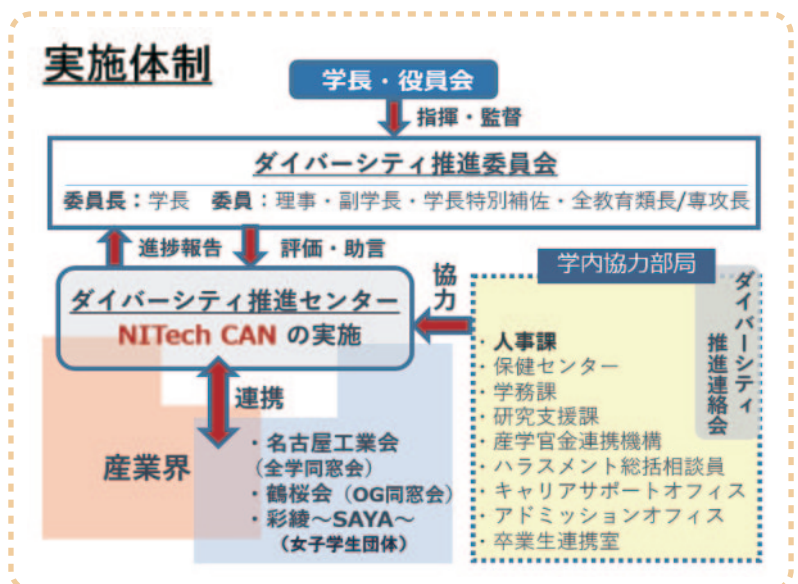 実施体制
学長・役員会
指揮・監督
ダイバーシティ推進委員会
委員長：学長 委員：理事・副学長・学長特別補佐・全教育類長/専攻長
進捗報告
評価・助言
ダイバーシティ推進センター
NITech CAN の実施
協力
連携
産業界
・名古屋工業会
（全学同窓会）
・鶴桜会（OG同窓会）
・彩綾～SAYA～
（女子学生団体）
学内協力部局
ダイバーシティ
推進連絡会
・人事課
・保健センター
・学務課
・研究支援課
・産学官金連携機構
・ハラスメント総括相談員
・キャリアサポートオフィス
・アドミッションオフィス
・卒業生連携室